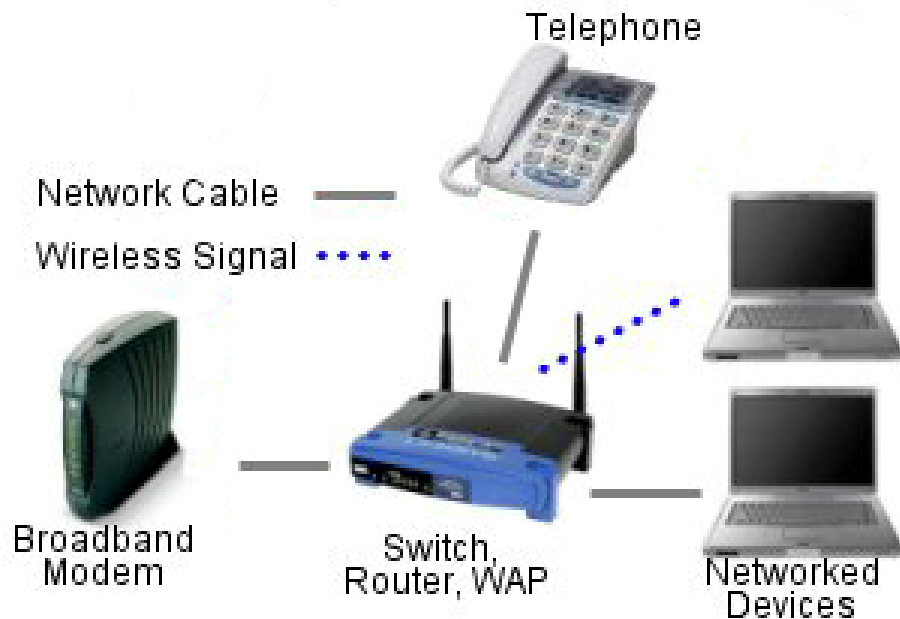 Telephone
Network Cable
Wireless Signal
Broadband
Modem
Switch,
Router, WAP
Networked
Devices